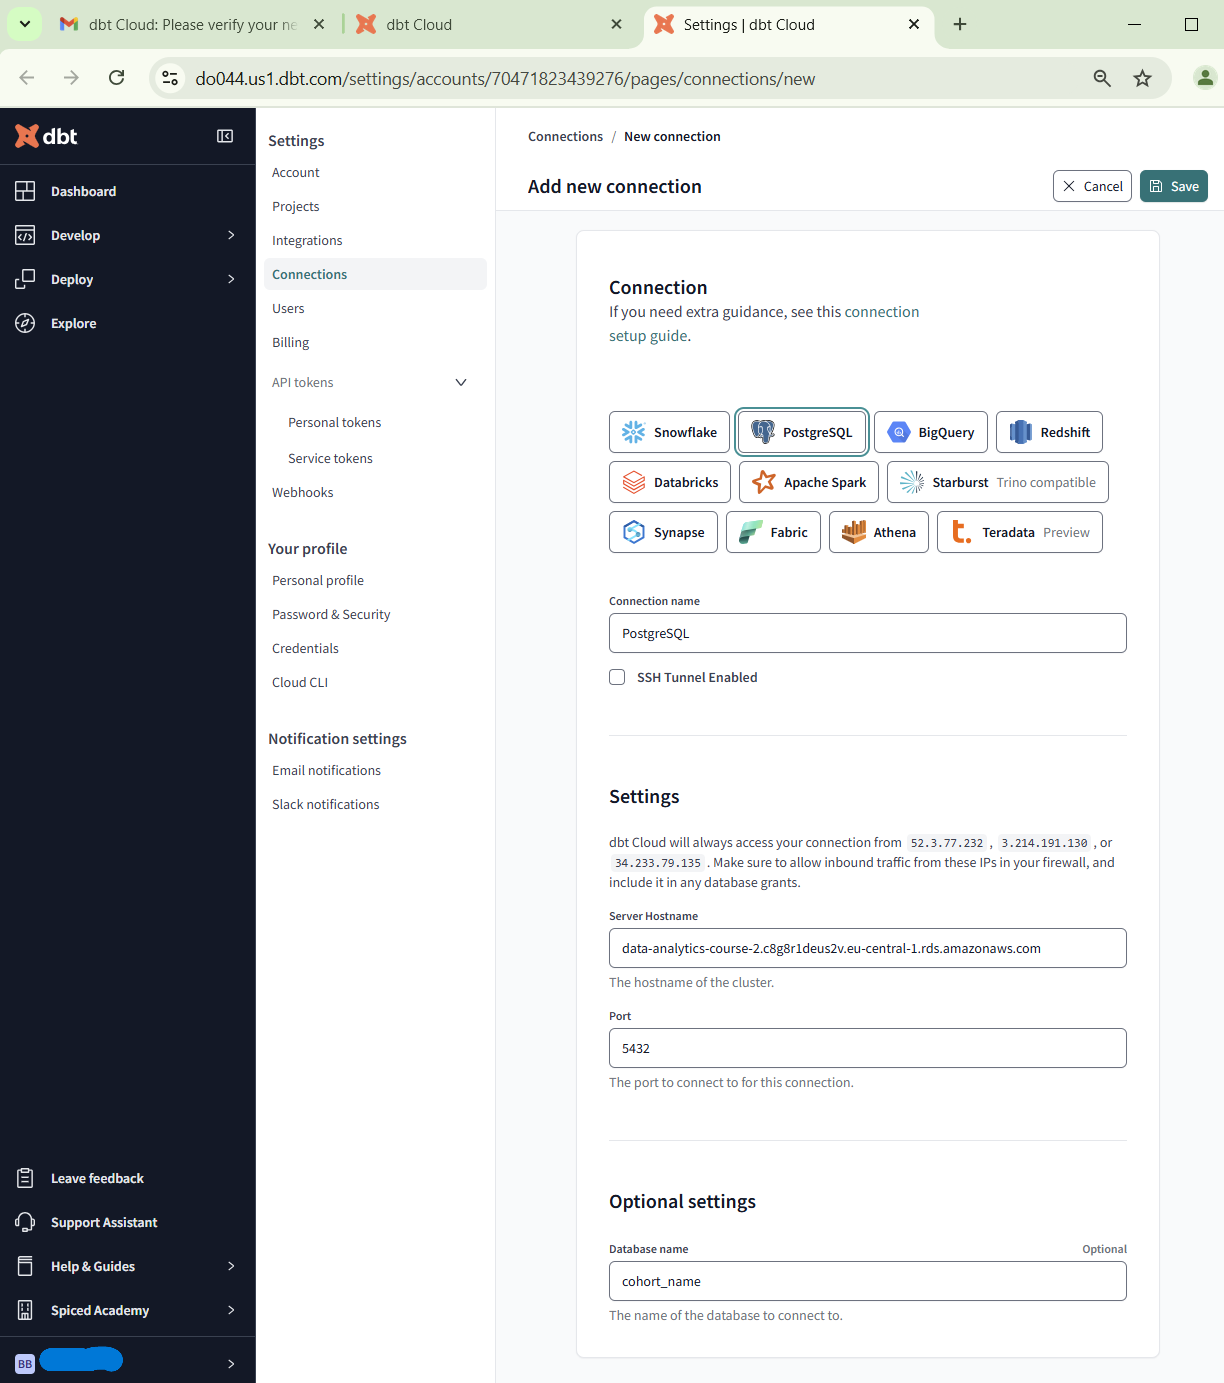 dbt Cloud: Please verify your ne
dbt Cloud
Settings | dbt Cloud
do044.us1.dbt.com/settings/accounts/70471823439276/pages/connections/new
dbt
Dashboard
Develop
Deploy
Explore
Leave feedback
Support Assistant
Help & Guides
Spiced Academy
BB
Settings
Account
Projects
Integrations
Connections
Users
Billing
API tokens
Personal tokens
Service tokens
Webhooks
Your profile
Personal profile
Password & Security
Credentials
Cloud CLI
Notification settings
Email notifications
Slack notifications
Connections / New connection
Add new connection
Cancel
Save
Connection
If you need extra guidance, see this connection
setup guide.
Snowflake PostgreSQL BigQuery Redshift
Databricks Apache Spark Starburst Trino compatible
Synapse Fabric Athena Teradata Preview
Connection name
PostgreSQL
SSH Tunnel Enabled
Settings
dbt Cloud will always access your connection from 52.3.77.232 , 3.214.191.130 , or
34.233.79.135 . Make sure to allow inbound traffic from these IPs in your firewall, and
include it in any database grants.
Server Hostname
data-analytics-course-2.c8g8r1deus2v.eu-central-1.rds.amazonaws.com
The hostname of the cluster.
Port
5432
The port to connect to for this connection.
Optional settings
Database name Optional
cohort_name
The name of the database to connect to.